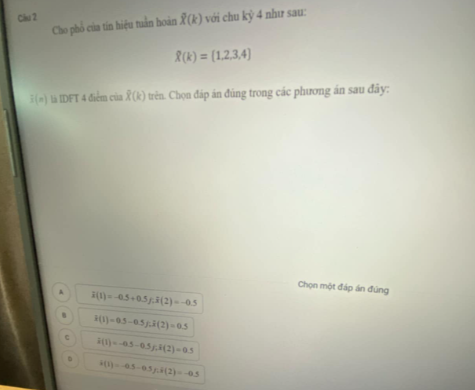 Câu 2
Cho phổ của tín hiệu tuần hoàn X̃(k) với chu kỳ 4 như sau:
X̃(k) = {1,2,3,4}
x̃(n) là IDFT 4 điểm của X̃(k) trên. Chọn đáp án đúng trong các phương án sau đây:
Chọn một đáp án đúng
A x̃(1)=-0.5+0.5j; x̃(2)=-0.5
B x̃(1)=0.5-0.5j; x̃(2)=0.5
C x̃(1)=-0.5-0.5j; x̃(2)=0.5
D x̃(1)=-0.5-0.5j; x̃(2)=-0.5